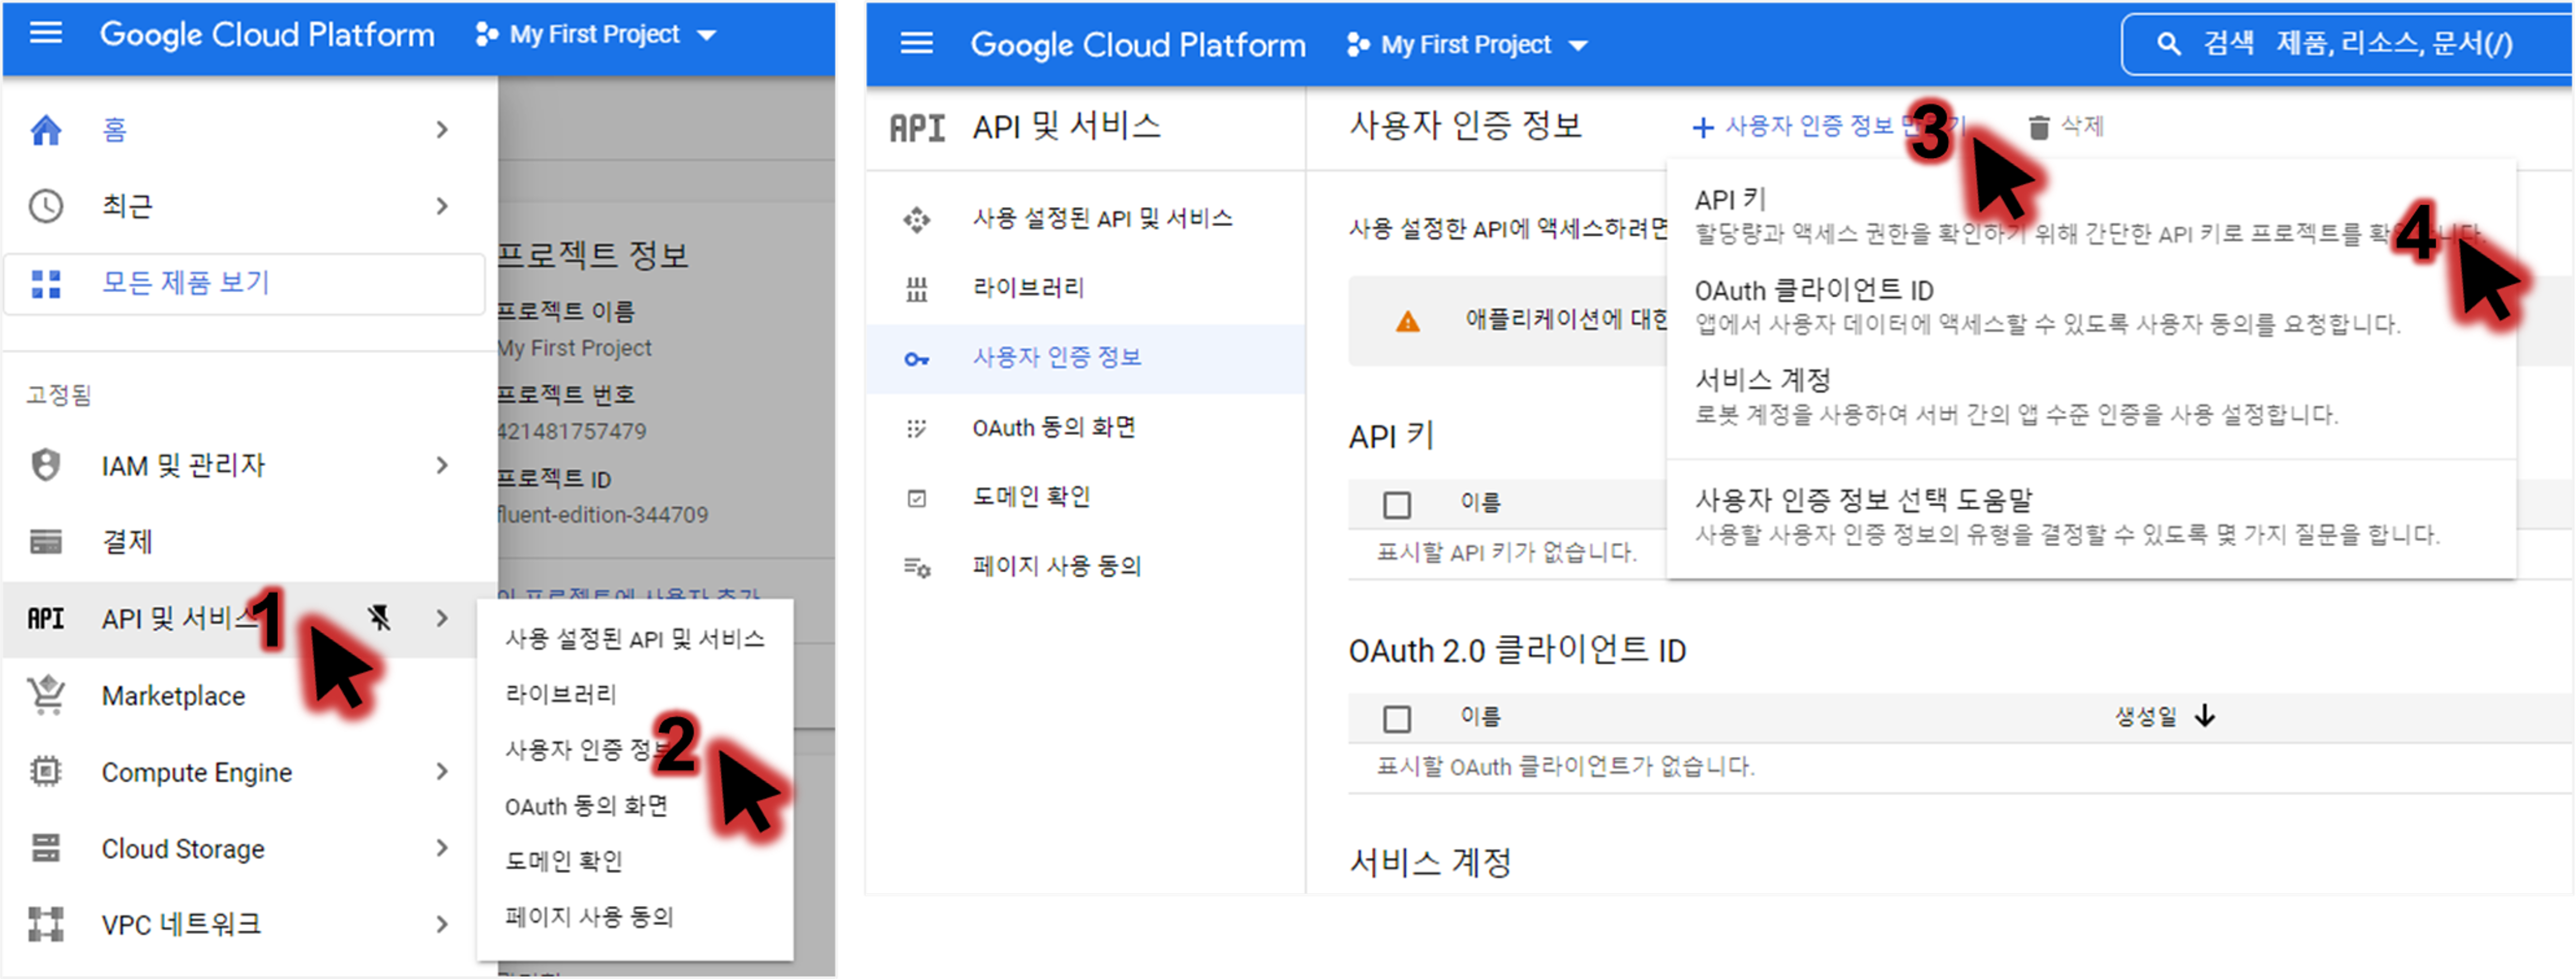 Google Cloud Platform My First Project
홈
최근
모든 제품 보기
고정됨
IAM 및 관리자
결제
API API 및 서비스 1
Marketplace
Compute Engine
Cloud Storage
VPC 네트워크
프로젝트 정보
프로젝트 이름
My First Project
프로젝트 번호
421481757479
프로젝트 ID
fluent-edition-344709
이 프로젝트에 사용자 추가
사용 설정된 API 및 서비스
라이브러리
사용자 인증 정보 2
OAuth 동의 화면
도메인 확인
페이지 사용 동의
Google Cloud Platform My First Project 검색 제품, 리소스, 문서(/)
API API 및 서비스
사용 설정된 API 및 서비스
라이브러리
사용자 인증 정보
OAuth 동의 화면
도메인 확인
페이지 사용 동의
사용자 인증 정보 + 사용자 인증 정보 만들기 3 삭제
사용 설정한 API에 액세스하려면
애플리케이션에 대한
API 키
할당량과 액세스 권한을 확인하기 위해 간단한 API 키로 프로젝트를 확인합니다. 4
OAuth 클라이언트 ID
앱에서 사용자 데이터에 액세스할 수 있도록 사용자 동의를 요청합니다.
서비스 계정
로봇 계정을 사용하여 서버 간의 앱 수준 인증을 사용 설정합니다.
사용자 인증 정보 선택 도움말
사용할 사용자 인증 정보의 유형을 결정할 수 있도록 몇 가지 질문을 합니다.
API 키
이름
표시할 API 키가 없습니다.
OAuth 2.0 클라이언트 ID
이름 생성일
표시할 OAuth 클라이언트가 없습니다.
서비스 계정